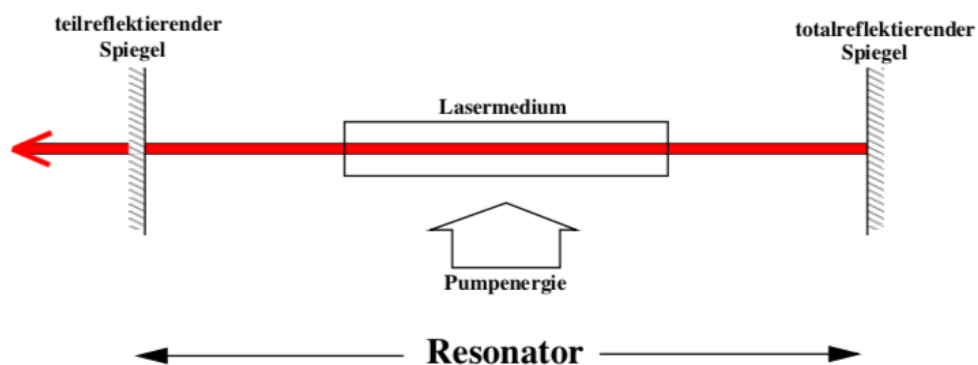 teilreflektierender
Spiegel
totalreflektierender
Spiegel
Lasermedium
Pumpenergie
Resonator